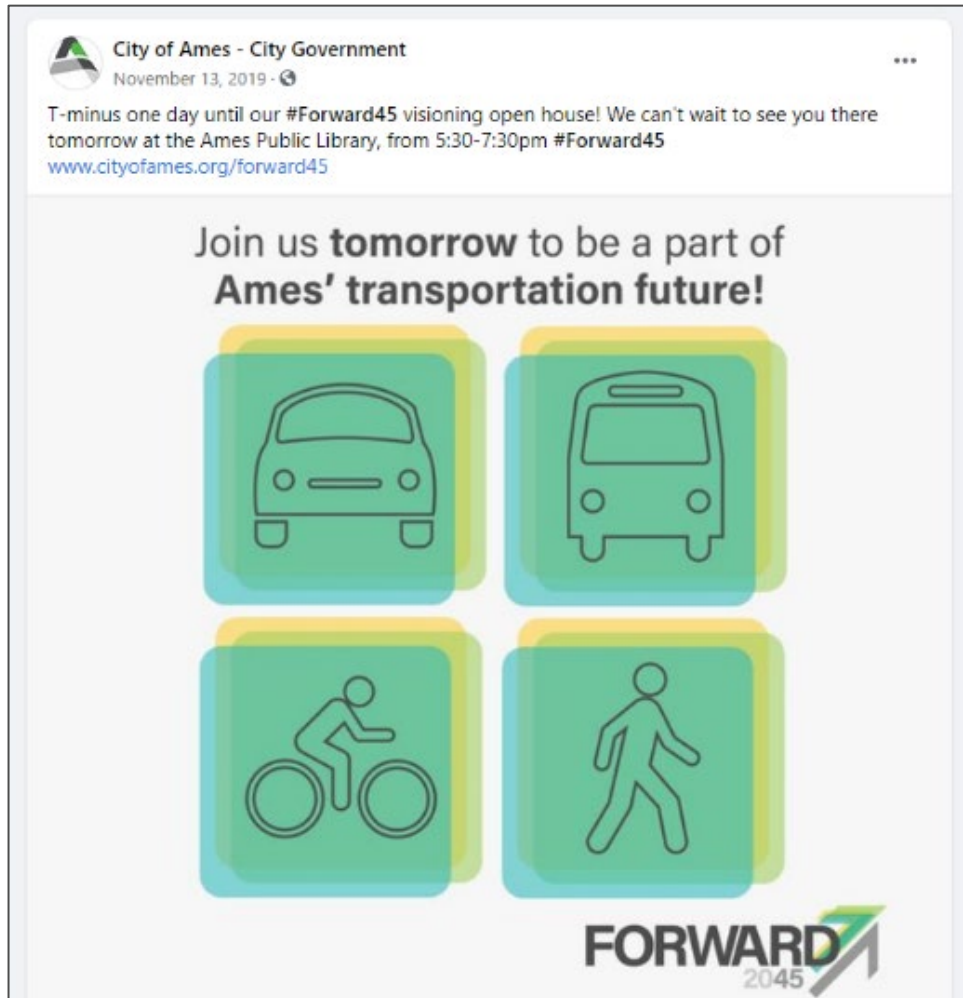 City of Ames - City Government
November 13, 2019 ·
T-minus one day until our #Forward45 visioning open house! We can't wait to see you there
tomorrow at the Ames Public Library, from 5:30-7:30pm #Forward45
www.cityofames.org/forward45
Join us tomorrow to be a part of
Ames’ transportation future!
FORWARD
2045